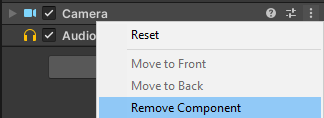 Camera
Audio
Reset
Move to Front
Move to Back
Remove Component